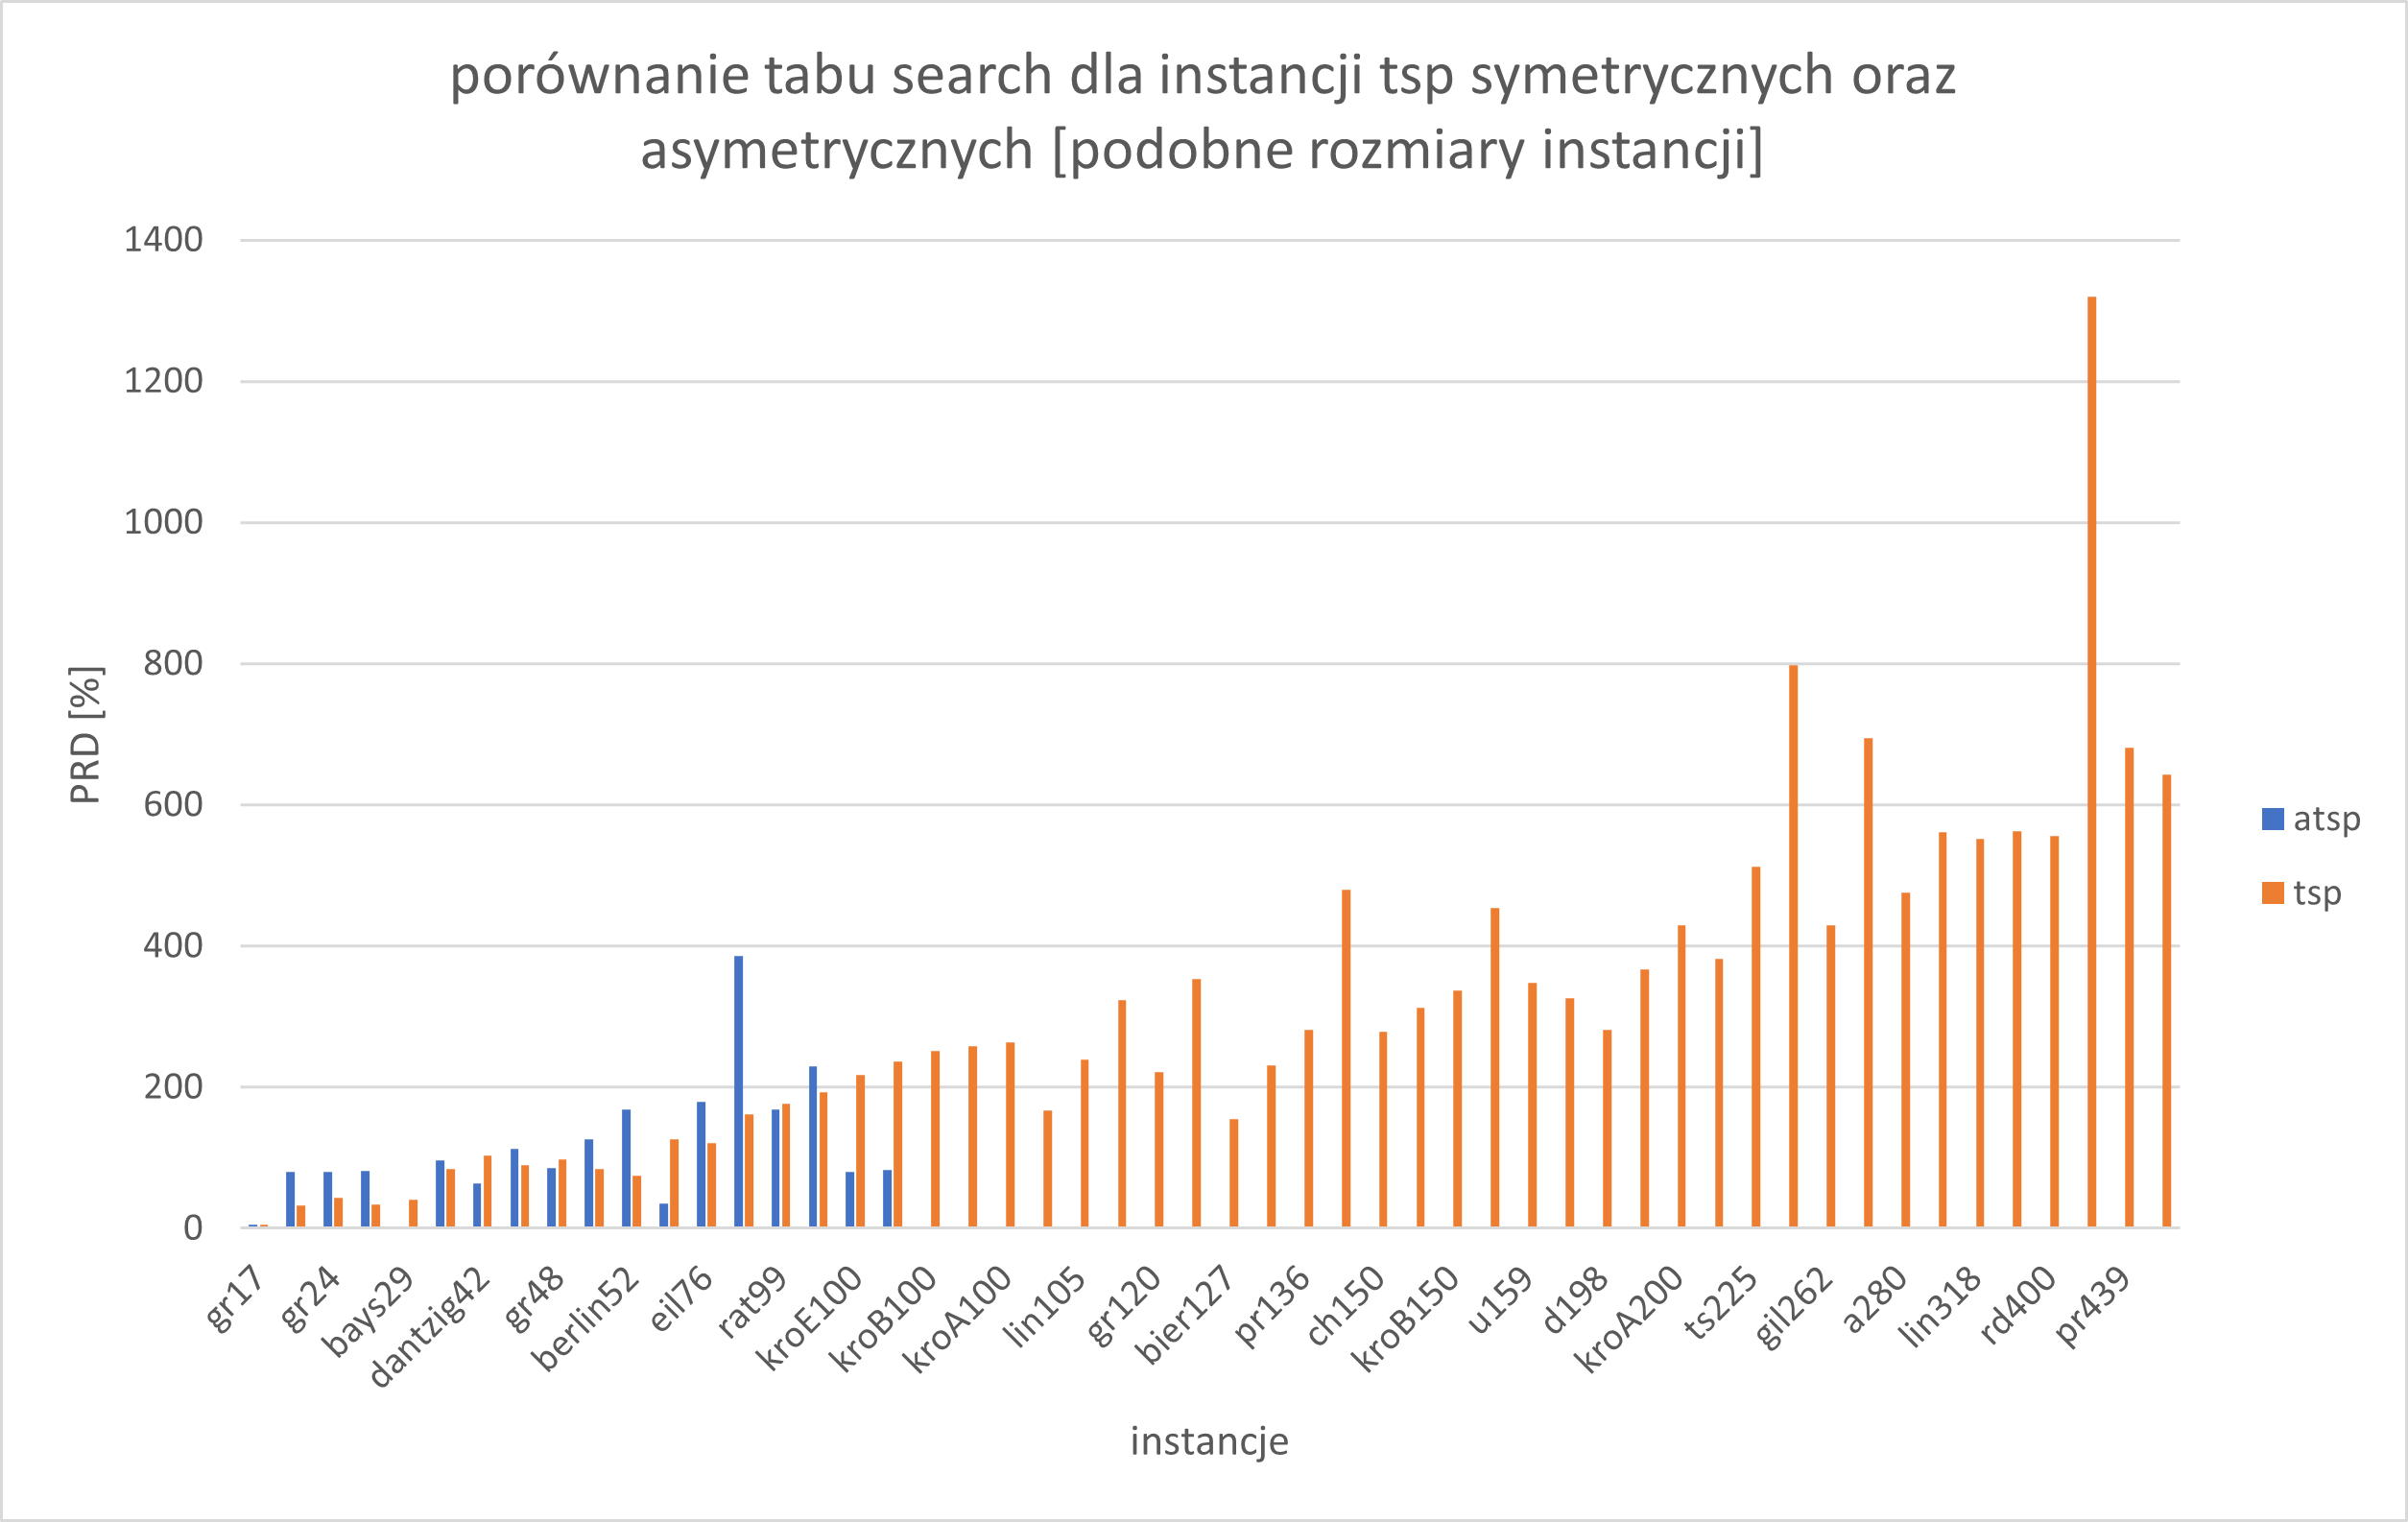 porównanie tabu search dla instancji tsp symetrycznych oraz
asymetrycznych [podobne rozmiary instancji]
1400
1200
1000
800
600
400
200
0
PRD [%]
atsp
tsp
gr17
gr24
bays29
dantzig42
gr48
berlin52
eil76
rat99
kroE100
kroB100
kroA100
lin105
gr120
bier127
pr136
ch150
kroB150
u159
d198
kroA200
ts225
gil262
a280
lin318
rd400
pr439
instancje